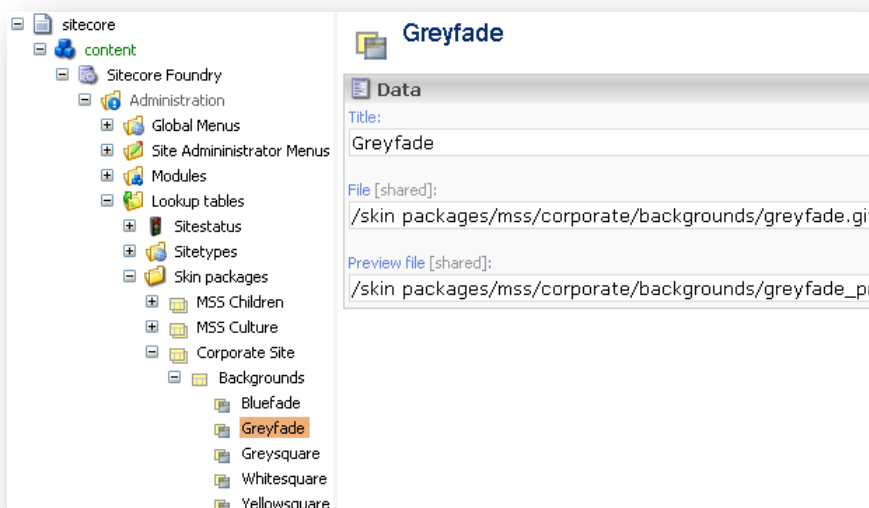 sitecore
content
Sitecore Foundry
Administration
Global Menus
Site Admininistrator Menus
Modules
Lookup tables
Sitestatus
Sitetypes
Skin packages
MSS Children
MSS Culture
Corporate Site
Backgrounds
Bluefade
Greyfade
Greysquare
Whitesquare
Yellowsquare
Greyfade
Data
Title:
Greyfade
File [shared]:
/skin packages/mss/corporate/backgrounds/greyfade.gi
Preview file [shared]:
/skin packages/mss/corporate/backgrounds/greyfade_pr